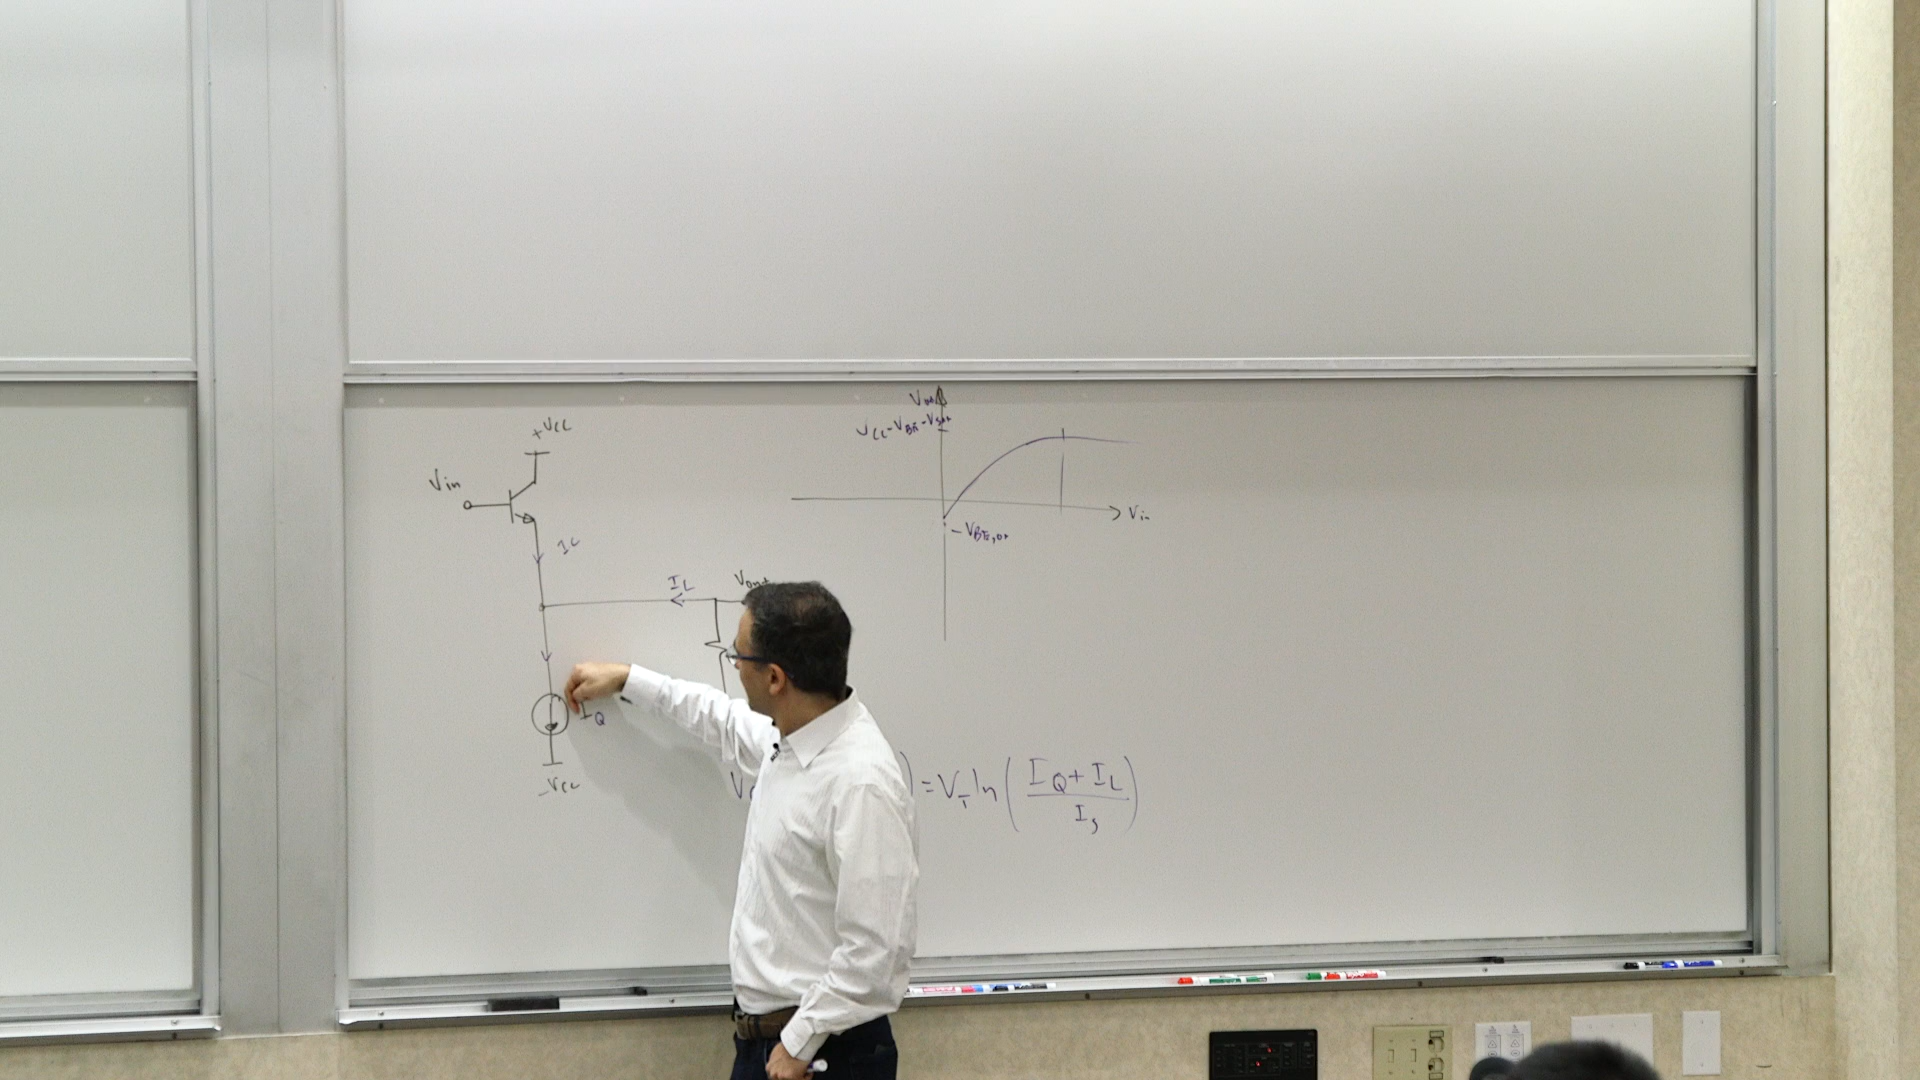 +VCC
Vin
IC
IL
Vout
IQ
-VCC
Vout
VCC-VBE-VSat
Vin
-VBE,on
) = VT ln ( IQ + IL / IS )